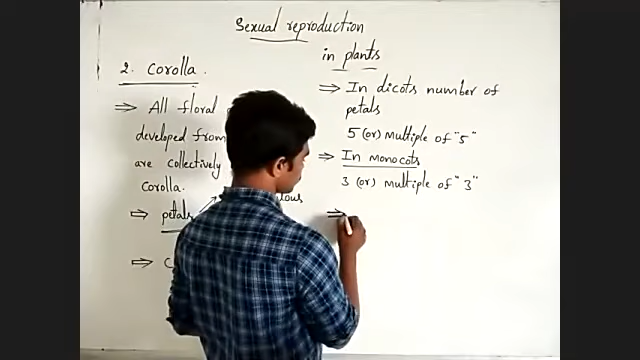 Sexual reproduction
in plants
2. Corolla.
⇒ All floral
developed from
are collectively
Corolla.
⇒ petals
⇒
⇒ In dicots number of
petals
5 (or) multiple of "5"
⇒ In monocots
3 (or) multiple of "3"
⇒